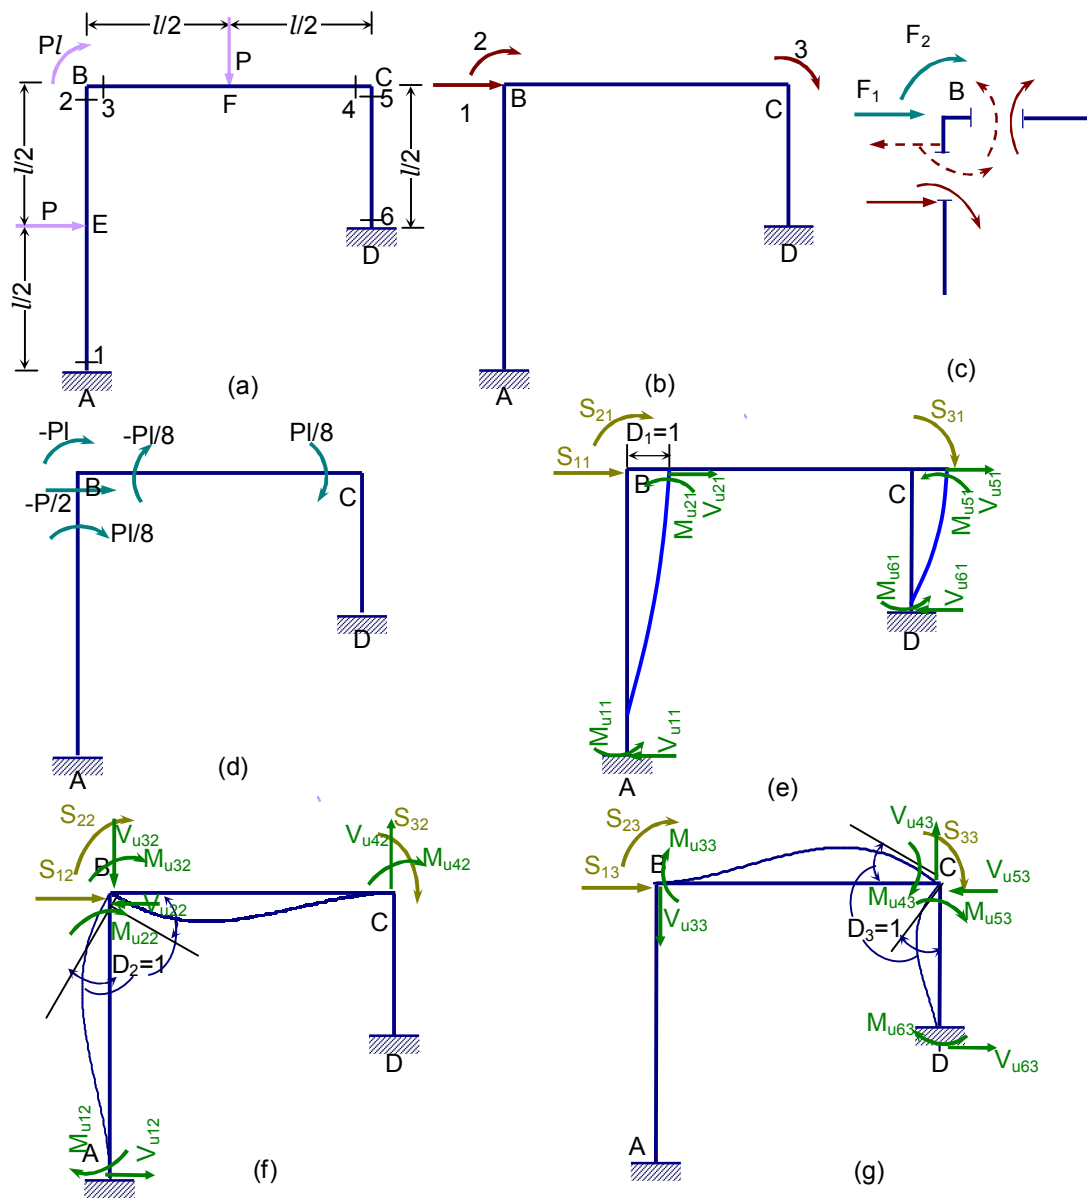 l/2 l/2
Pl P
B C
2 3 F 4 5
l/2 l/2
P E
6
D
l/2
1
A
(a)
2 3
1 B C
D
A
(b)
F2
F1 B
(c)
-Pl -Pl/8 Pl/8
B C
-P/2
Pl/8
D
A
(d)
S21 S31
D1=1
S11
B C
Mu21 Vu21 Mu51 Vu51
Mu61 Vu61
D
Mu11 Vu11
A
(e)
S22 S32
Vu32 Vu42
B Mu32 Mu42
S12
Vu22 C
Mu22
D2=1
D
Mu12 Vu12
A
(f)
S23 Vu43 S33
Mu33
S13 B C
Vu53
Vu33 Mu43 Mu53
D3=1
Mu63
D Vu63
A
(g)